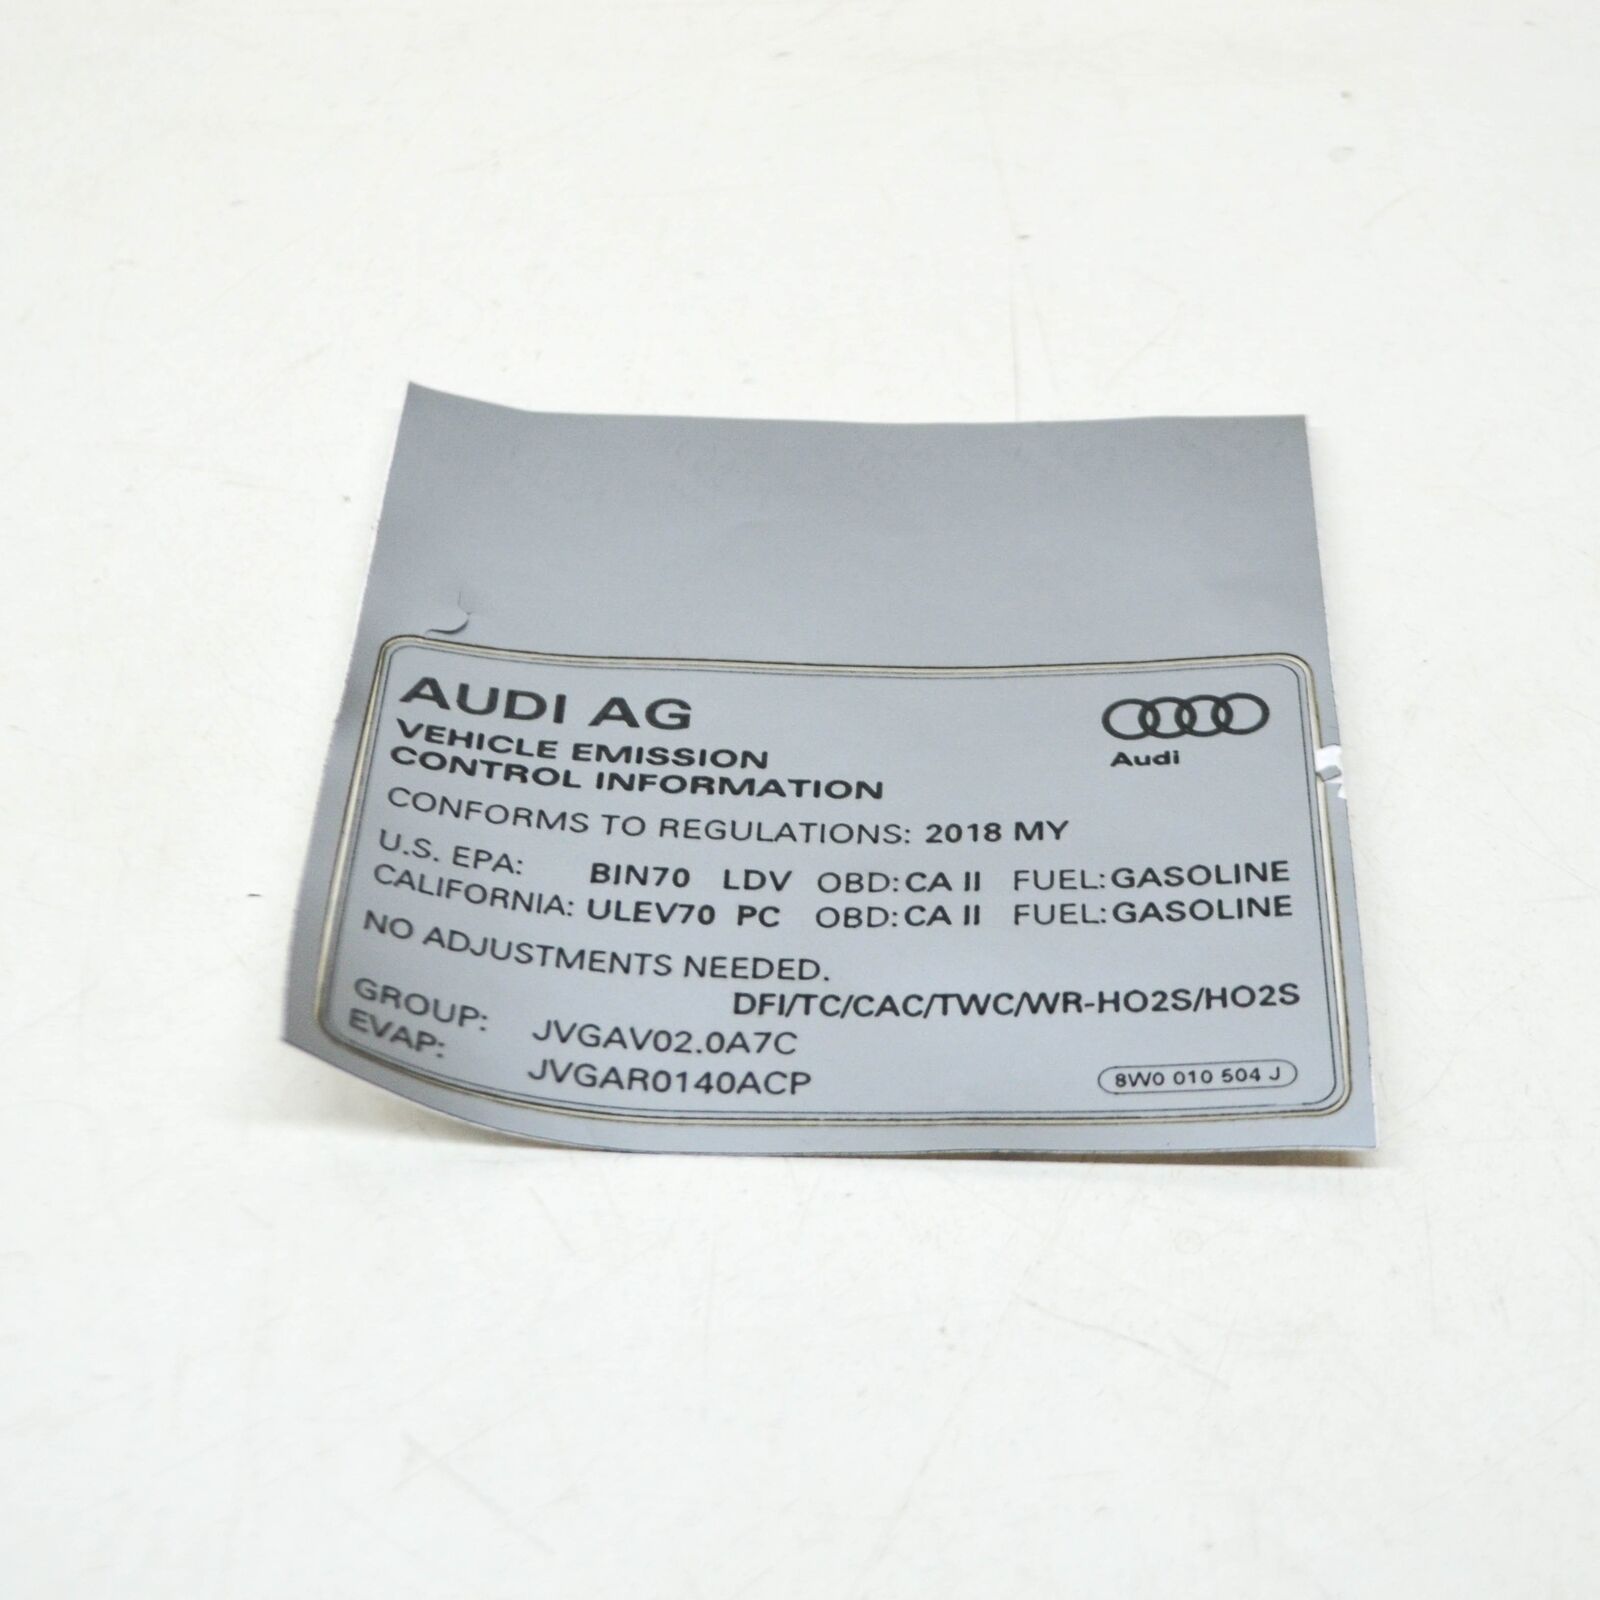 AUDI AG
Audi
VEHICLE EMISSION
CONTROL INFORMATION
CONFORMS TO REGULATIONS: 2018 MY
U.S. EPA: BIN70 LDV OBD: CA II FUEL: GASOLINE
CALIFORNIA: ULEV70 PC OBD: CA II FUEL: GASOLINE
NO ADJUSTMENTS NEEDED.
DFI/TC/CAC/TWC/WR-HO2S/HO2S
GROUP: JVGAV02.0A7C
EVAP: JVGAR0140ACP
8W0 010 504 J